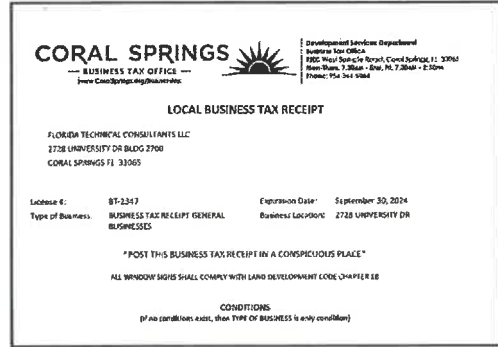 CORAL SPRINGS
— BUSINESS TAX OFFICE —
Development Services Department
Business Tax Office
Phone: 954-344-5964
LOCAL BUSINESS TAX RECEIPT
FLORIDA TECHNICAL CONSULTANTS LLC
2728 UNIVERSITY DR BLDG 2700
CORAL SPRINGS FL 33065
License #: BT-2347 Expiration Date: September 30, 2024
Type of Business: BUSINESS TAX RECEIPT GENERAL Business Location: 2728 UNIVERSITY DR
BUSINESSES
"POST THIS BUSINESS TAX RECEIPT IN A CONSPICUOUS PLACE"
ALL WINDOW SIGNS SHALL COMPLY WITH LAND DEVELOPMENT CODE CHAPTER 18
CONDITIONS
(If no conditions exist, then TYPE OF BUSINESS is only condition)